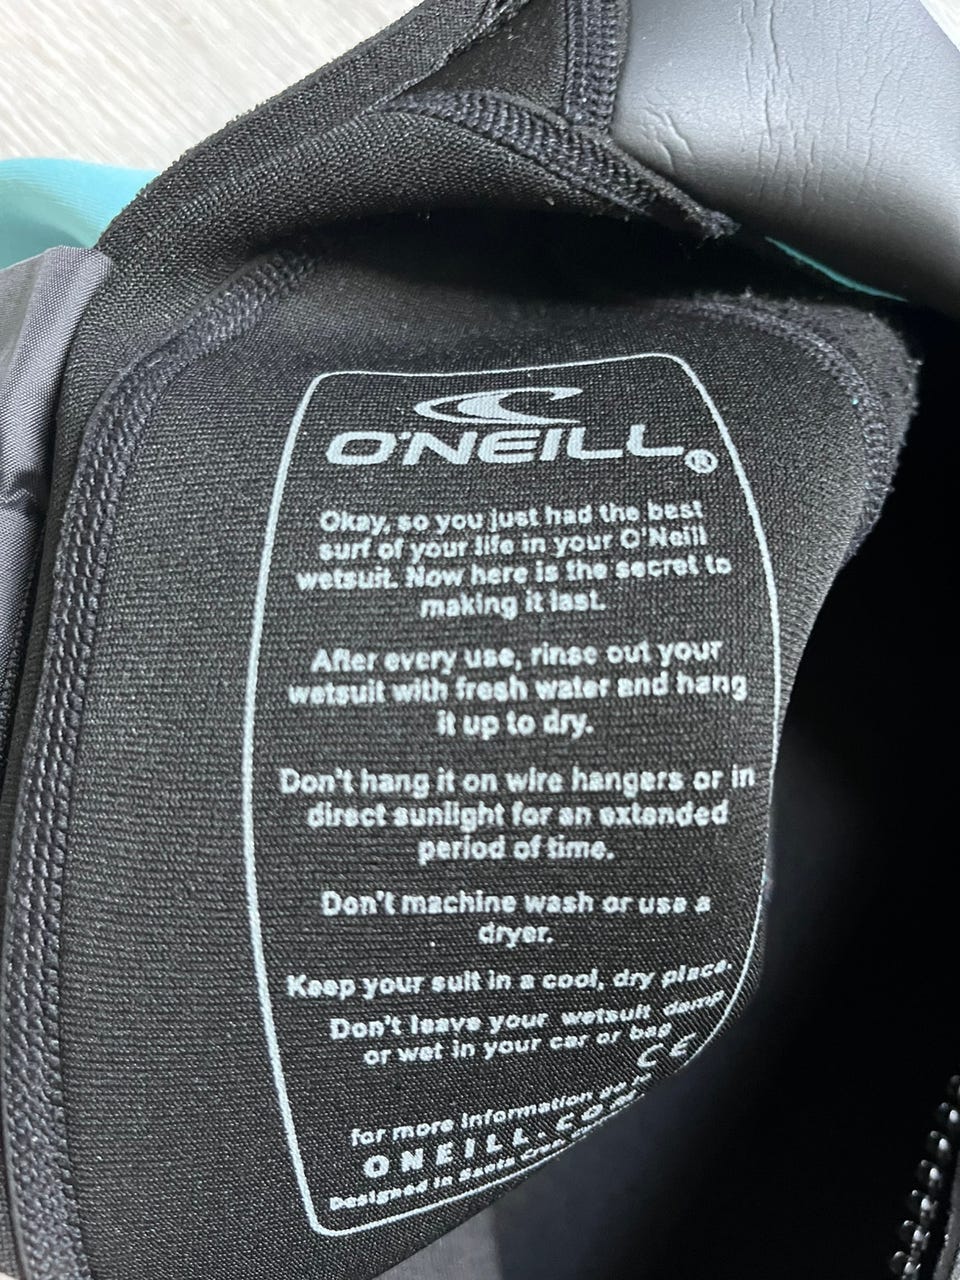 O'NEILL®
Okay, so you just had the best
surf of your life in your O'Neill
wetsuit. Now here is the secret to
making it last.
After every use, rinse out your
wetsuit with fresh water and hang
it up to dry.
Don't hang it on wire hangers or in
direct sunlight for an extended
period of time.
Don't machine wash or use a
dryer.
Keep your suit in a cool, dry place.
Don't leave your wetsuit damp
or wet in your car or bag
CE
for more information
ONEILL.COM
Designed in Santa